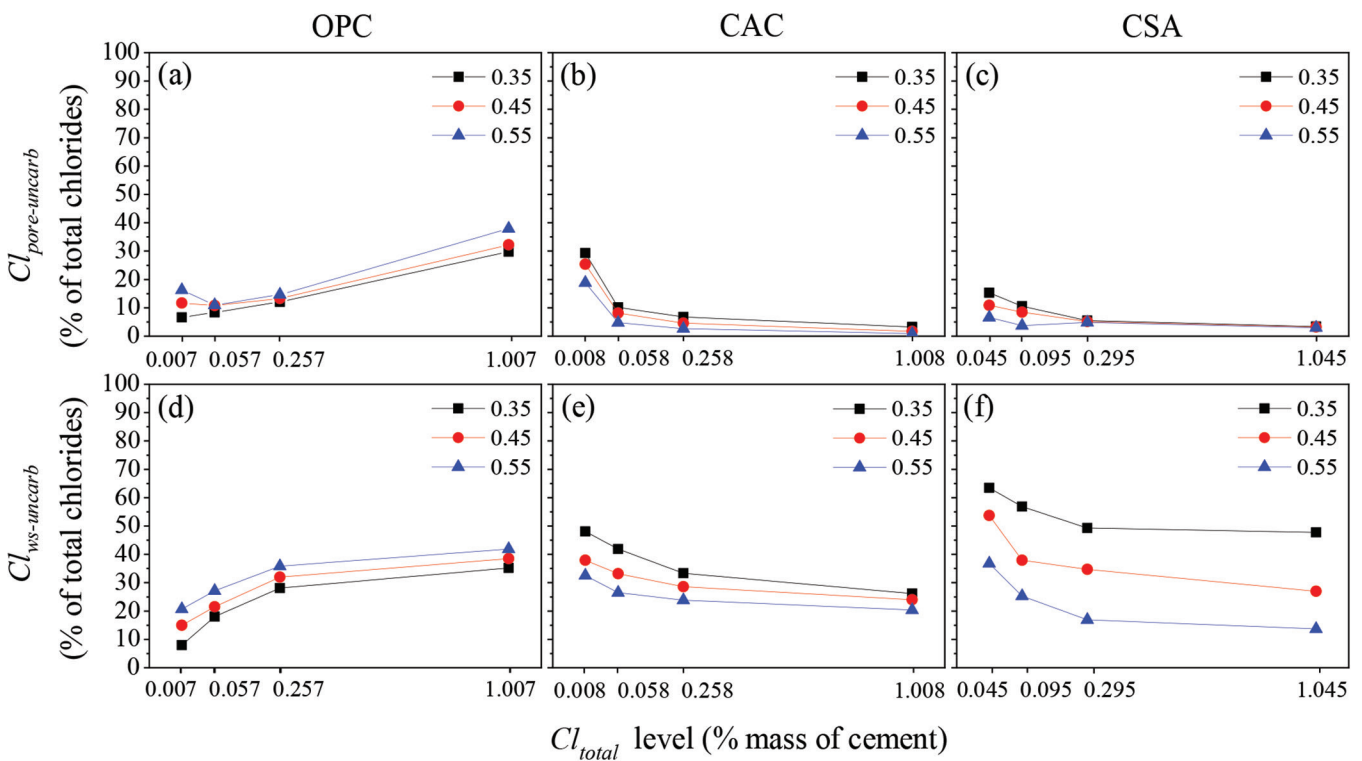 OPC
CAC
CSA
Cl_pore-uncarb
(% of total chlorides)
100
90
80
70
60
50
40
30
20
10
0
(a)
0.35
0.45
0.55
0.007 0.057 0.257 1.007
(b)
0.35
0.45
0.55
0.008 0.058 0.258 1.008
(c)
0.35
0.45
0.55
0.045 0.095 0.295 1.045
Cl_ws-uncarb
(% of total chlorides)
100
90
80
70
60
50
40
30
20
10
0
(d)
0.35
0.45
0.55
0.007 0.057 0.257 1.007
(e)
0.35
0.45
0.55
0.008 0.058 0.258 1.008
(f)
0.35
0.45
0.55
0.045 0.095 0.295 1.045
Cl_total level (% mass of cement)